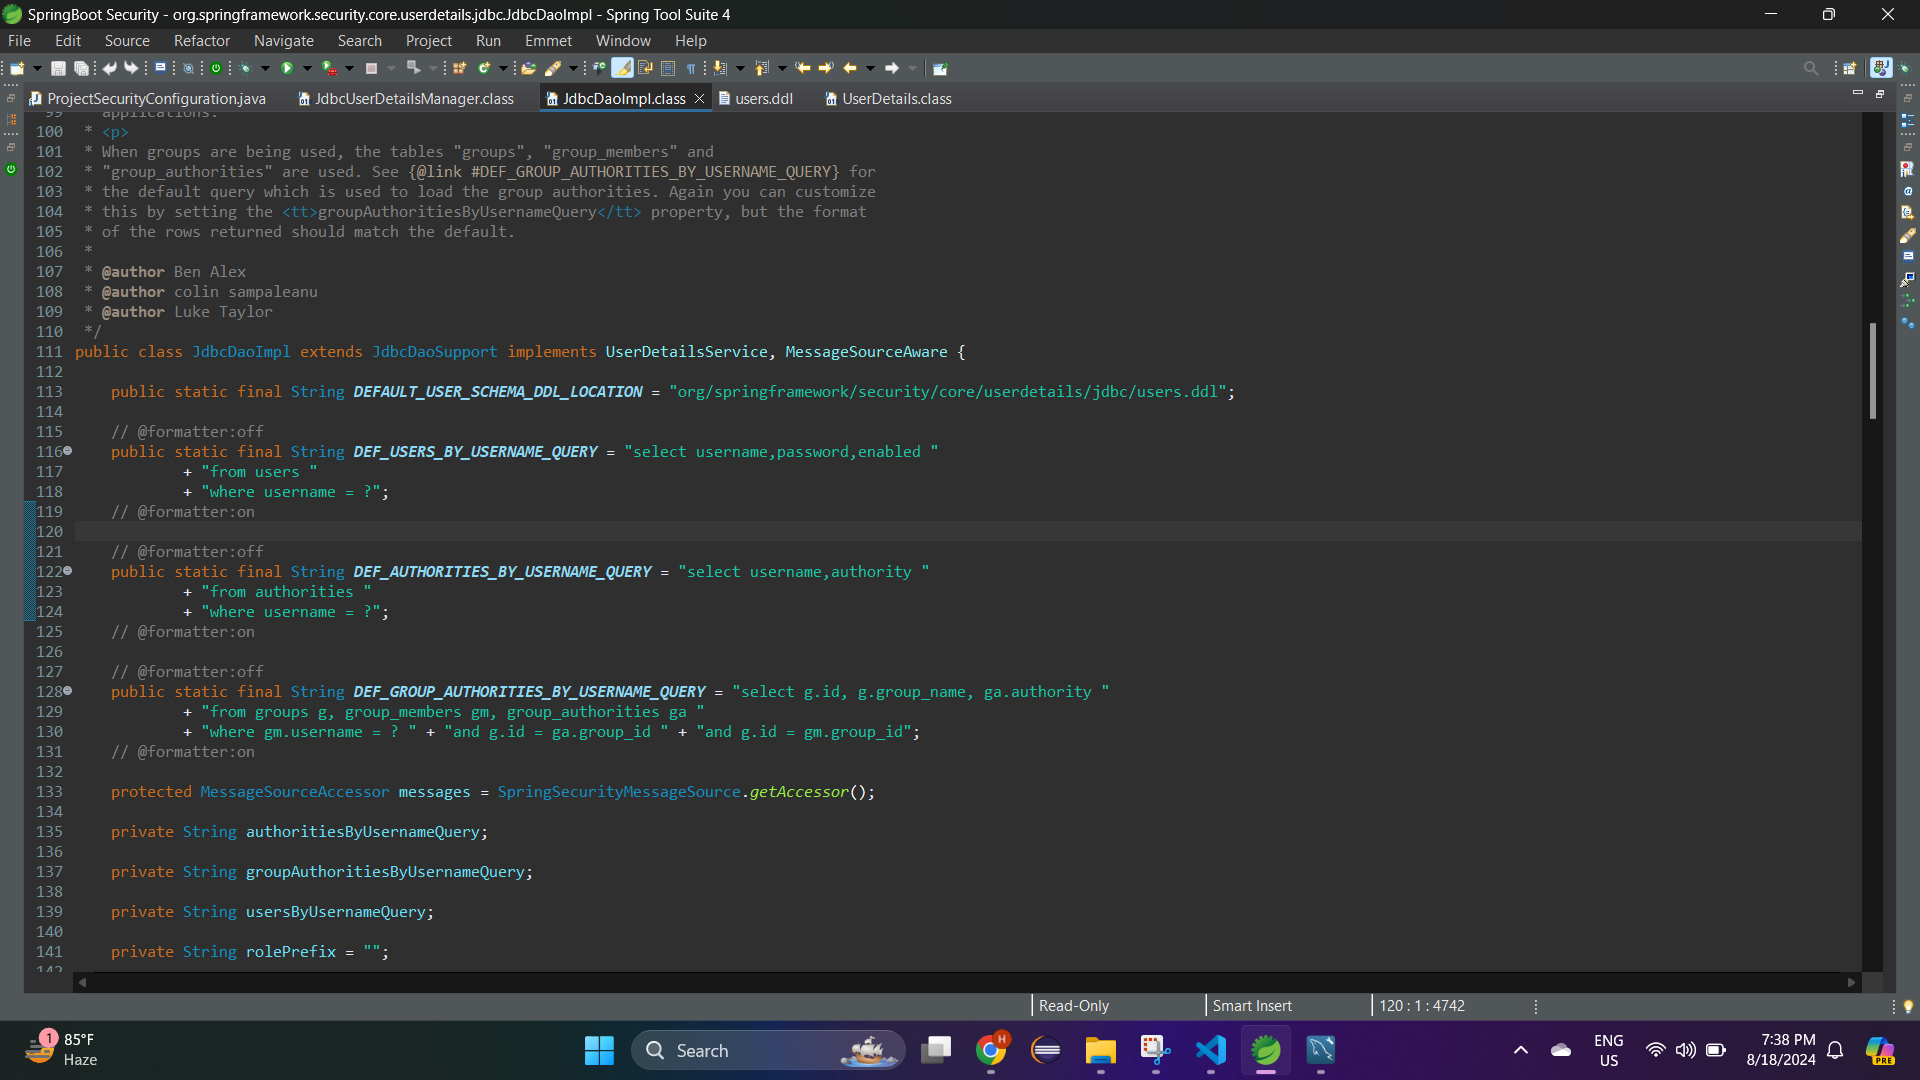 SpringBoot Security - org.springframework.security.core.userdetails.jdbc.JdbcDaoImpl - Spring Tool Suite 4
File Edit Source Refactor Navigate Search Project Run Emmet Window Help
ProjectSecurityConfiguration.java JdbcUserDetailsManager.class JdbcDaoImpl.class users.ddl UserDetails.class
99 applications.
100 * <p>
101 * When groups are being used, the tables "groups", "group_members" and
102 * "group_authorities" are used. See {@link #DEF_GROUP_AUTHORITIES_BY_USERNAME_QUERY} for
103 * the default query which is used to load the group authorities. Again you can customize
104 * this by setting the <tt>groupAuthoritiesByUsernameQuery</tt> property, but the format
105 * of the rows returned should match the default.
106 *
107 * @author Ben Alex
108 * @author colin sampaleanu
109 * @author Luke Taylor
110 */
111 public class JdbcDaoImpl extends JdbcDaoSupport implements UserDetailsService, MessageSourceAware {
112
113 public static final String DEFAULT_USER_SCHEMA_DDL_LOCATION = "org/springframework/security/core/userdetails/jdbc/users.ddl";
114
115 // @formatter:off
116 public static final String DEF_USERS_BY_USERNAME_QUERY = "select username,password,enabled "
117 + "from users "
118 + "where username = ?";
119 // @formatter:on
120
121 // @formatter:off
122 public static final String DEF_AUTHORITIES_BY_USERNAME_QUERY = "select username,authority "
123 + "from authorities "
124 + "where username = ?";
125 // @formatter:on
126
127 // @formatter:off
128 public static final String DEF_GROUP_AUTHORITIES_BY_USERNAME_QUERY = "select g.id, g.group_name, ga.authority "
129 + "from groups g, group_members gm, group_authorities ga "
130 + "where gm.username = ? " + "and g.id = ga.group_id " + "and g.id = gm.group_id";
131 // @formatter:on
132
133 protected MessageSourceAccessor messages = SpringSecurityMessageSource.getAccessor();
134
135 private String authoritiesByUsernameQuery;
136
137 private String groupAuthoritiesByUsernameQuery;
138
139 private String usersByUsernameQuery;
140
141 private String rolePrefix = "";
142
Read-Only Smart Insert 120 : 1 : 4742
1 85°F
Haze
Search
H
ENG
US
7:38 PM
8/18/2024
PRE